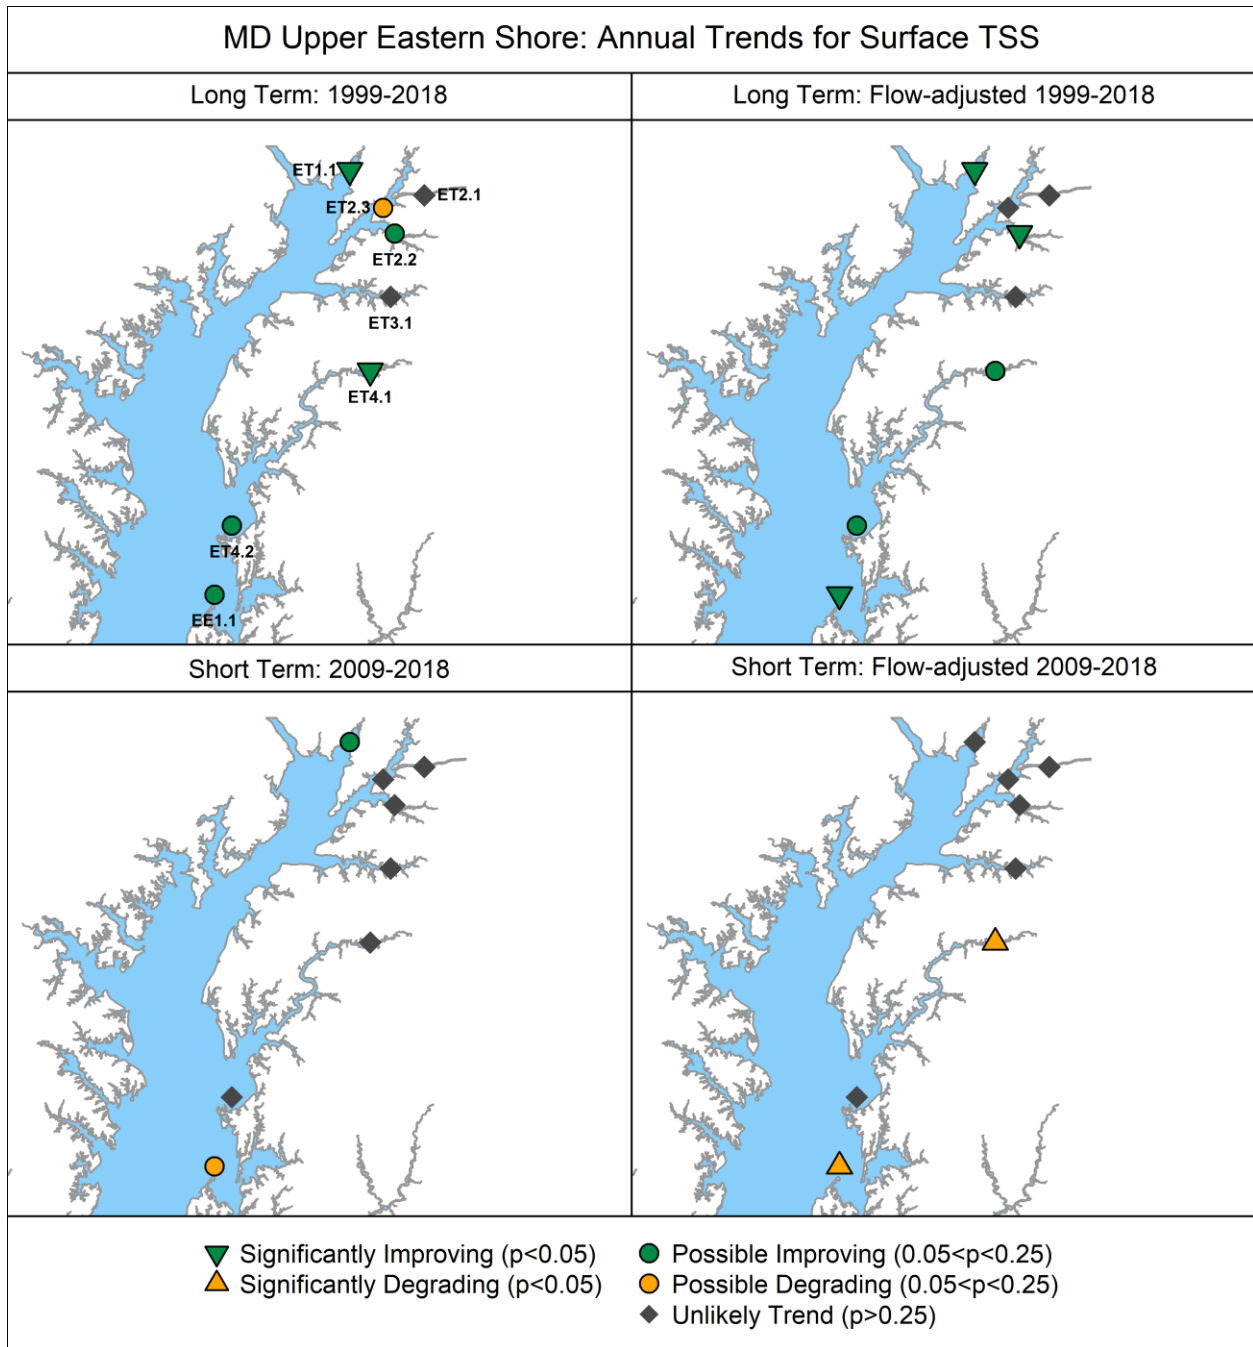 MD Upper Eastern Shore: Annual Trends for Surface TSS
Long Term: 1999-2018
Long Term: Flow-adjusted 1999-2018
ET1.1
ET2.1
ET2.3
ET2.2
ET3.1
ET4.1
ET4.2
EE1.1
Short Term: 2009-2018
Short Term: Flow-adjusted 2009-2018
Significantly Improving (p<0.05)
Possible Improving (0.05<p<0.25)
Significantly Degrading (p<0.05)
Possible Degrading (0.05<p<0.25)
Unlikely Trend (p>0.25)